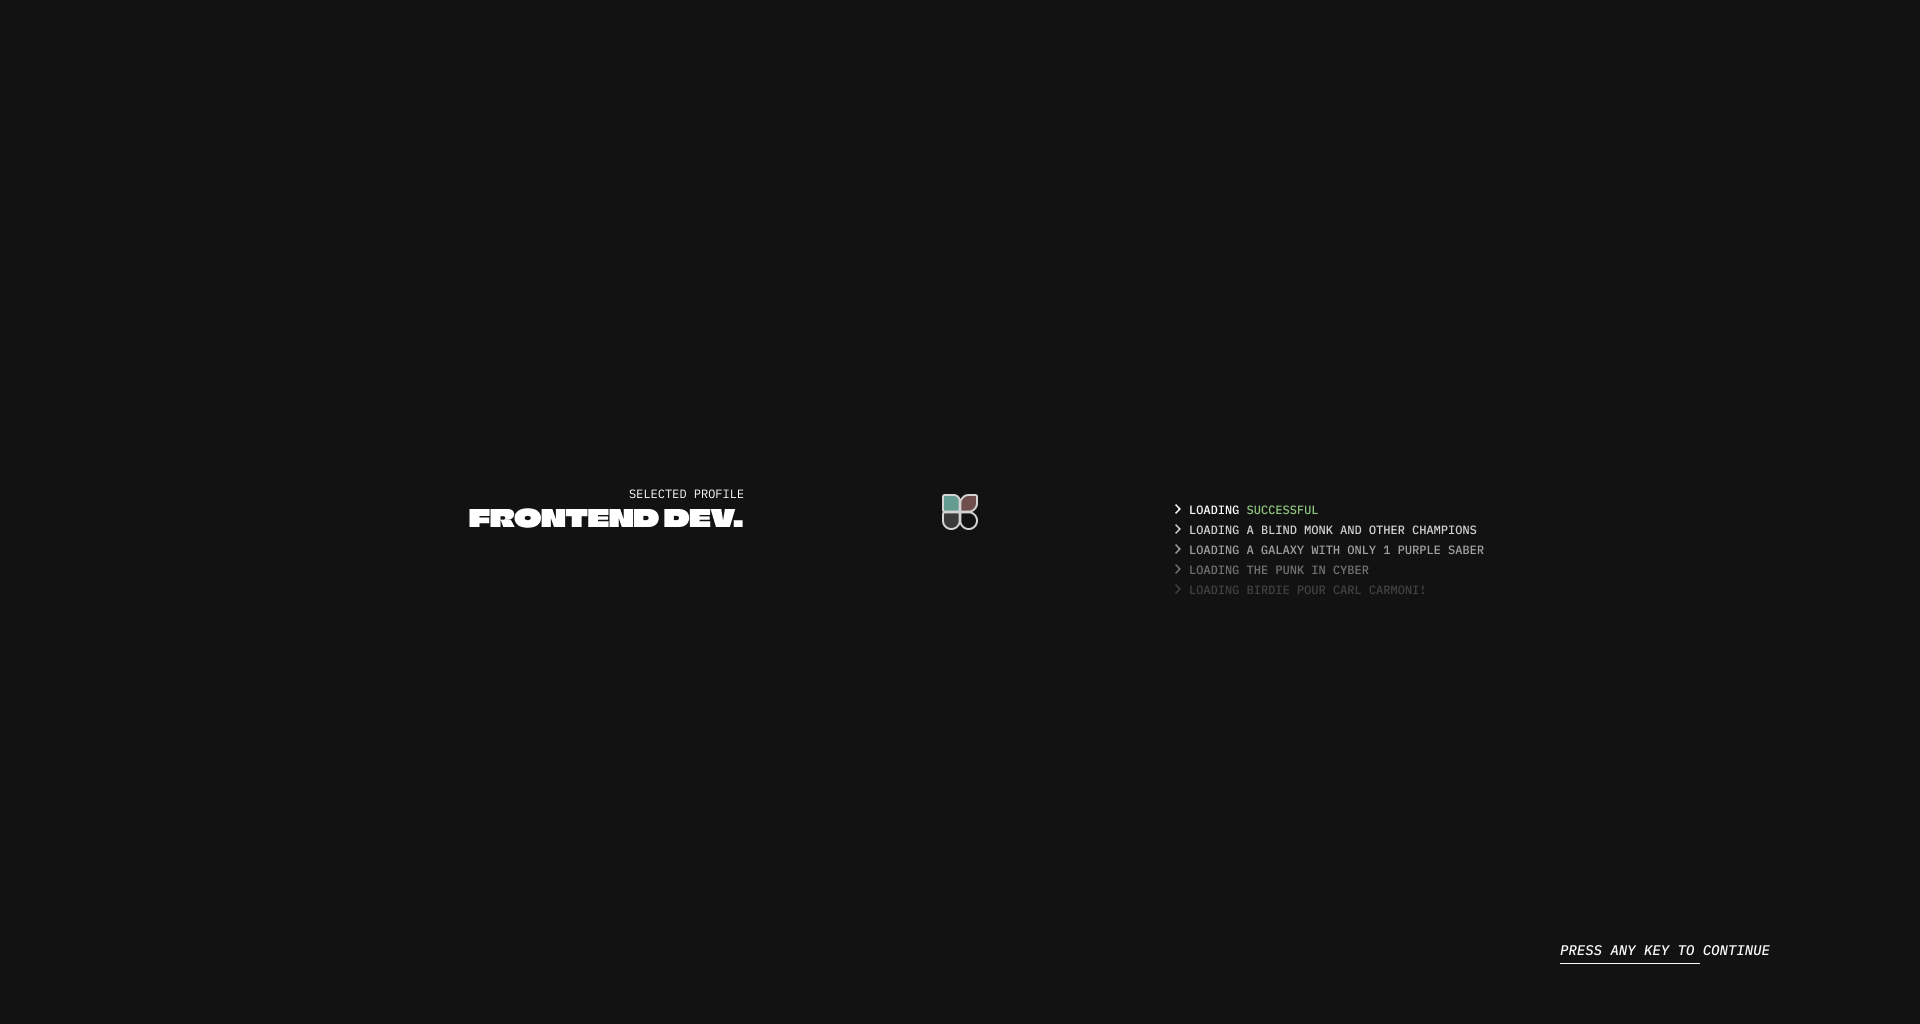 SELECTED PROFILE
FRONTEND DEV.
> LOADING SUCCESSFUL
> LOADING A BLIND MONK AND OTHER CHAMPIONS
> LOADING A GALAXY WITH ONLY 1 PURPLE SABER
> LOADING THE PUNK IN CYBER
> LOADING BIRDIE POUR CARL CARMONI!
PRESS ANY KEY TO CONTINUE